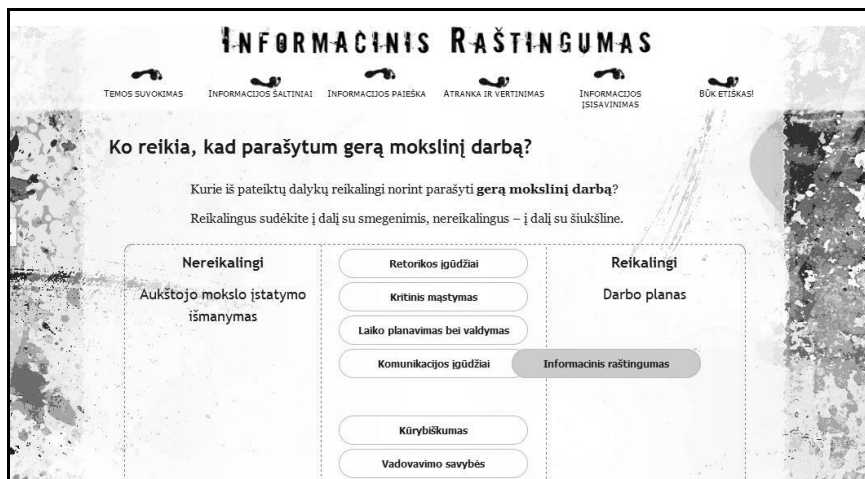 Informacinis Raštingumas
Temos suvokimas
Informacijos šaltiniai
Informacijos paieška
Atranka ir vertinimas
Informacijos
įsisavinimas
Būk etiškas!
Ko reikia, kad parašytum gerą mokslinį darbą?
Kurie iš pateiktų dalykų reikalingi norint parašyti gerą mokslinį darbą?
Reikalingus sudėkite į dalį su smegenimis, nereikalingus – į dalį su šiukšline.
Nereikalingi
Aukštojo mokslo įstatymo
išmanymas
Retorikos įgūdžiai
Kritinis mąstymas
Laiko planavimas bei valdymas
Komunikacijos įgūdžiai
Kūrybiškumas
Vadovavimo savybės
Reikalingi
Darbo planas
Informacinis raštingumas